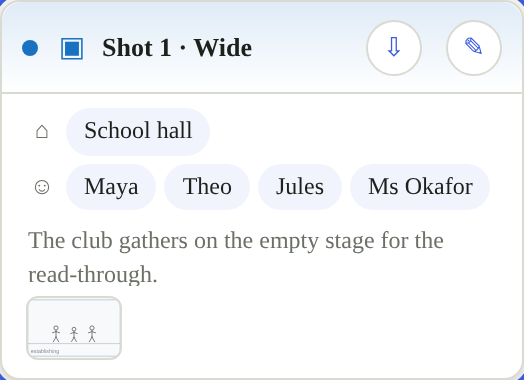 Shot 1 · Wide
School hall
Maya Theo Jules Ms Okafor
The club gathers on the empty stage for the
read-through.
establishing